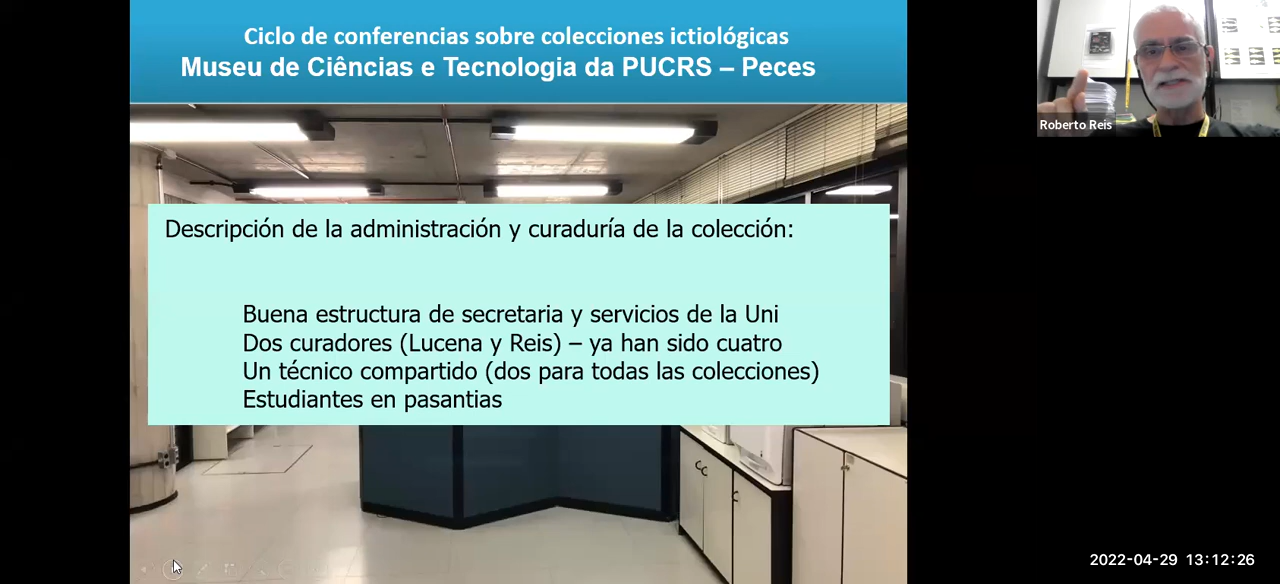 Ciclo de conferencias sobre colecciones ictiológicas
Museu de Ciências e Tecnologia da PUCRS – Peces
Roberto Reis
Descripción de la administración y curaduría de la colección:
Buena estructura de secretaria y servicios de la Uni
Dos curadores (Lucena y Reis) – ya han sido cuatro
Un técnico compartido (dos para todas las colecciones)
Estudiantes en pasantias
2022-04-29 13:12:26